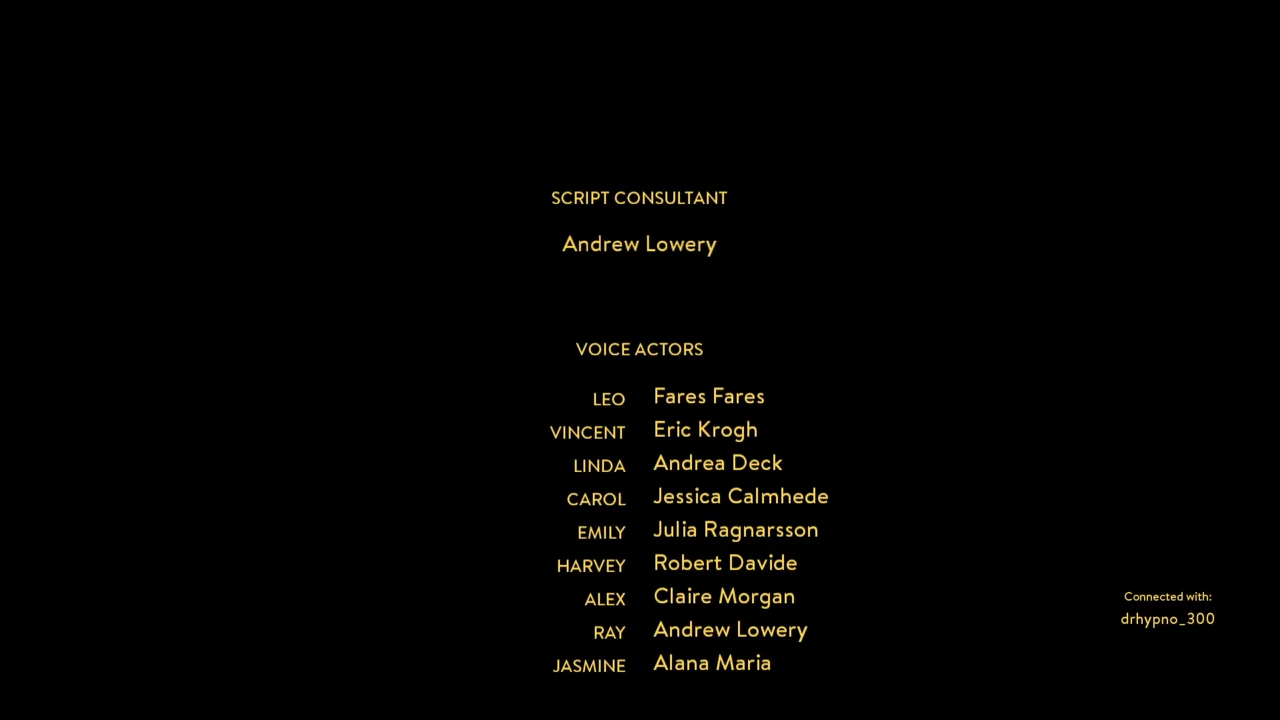 SCRIPT CONSULTANT
Andrew Lowery
VOICE ACTORS
LEO Fares Fares
VINCENT Eric Krogh
LINDA Andrea Deck
CAROL Jessica Calmhede
EMILY Julia Ragnarsson
HARVEY Robert Davide
ALEX Claire Morgan
RAY Andrew Lowery
JASMINE Alana Maria
Connected with:
drhypno_300